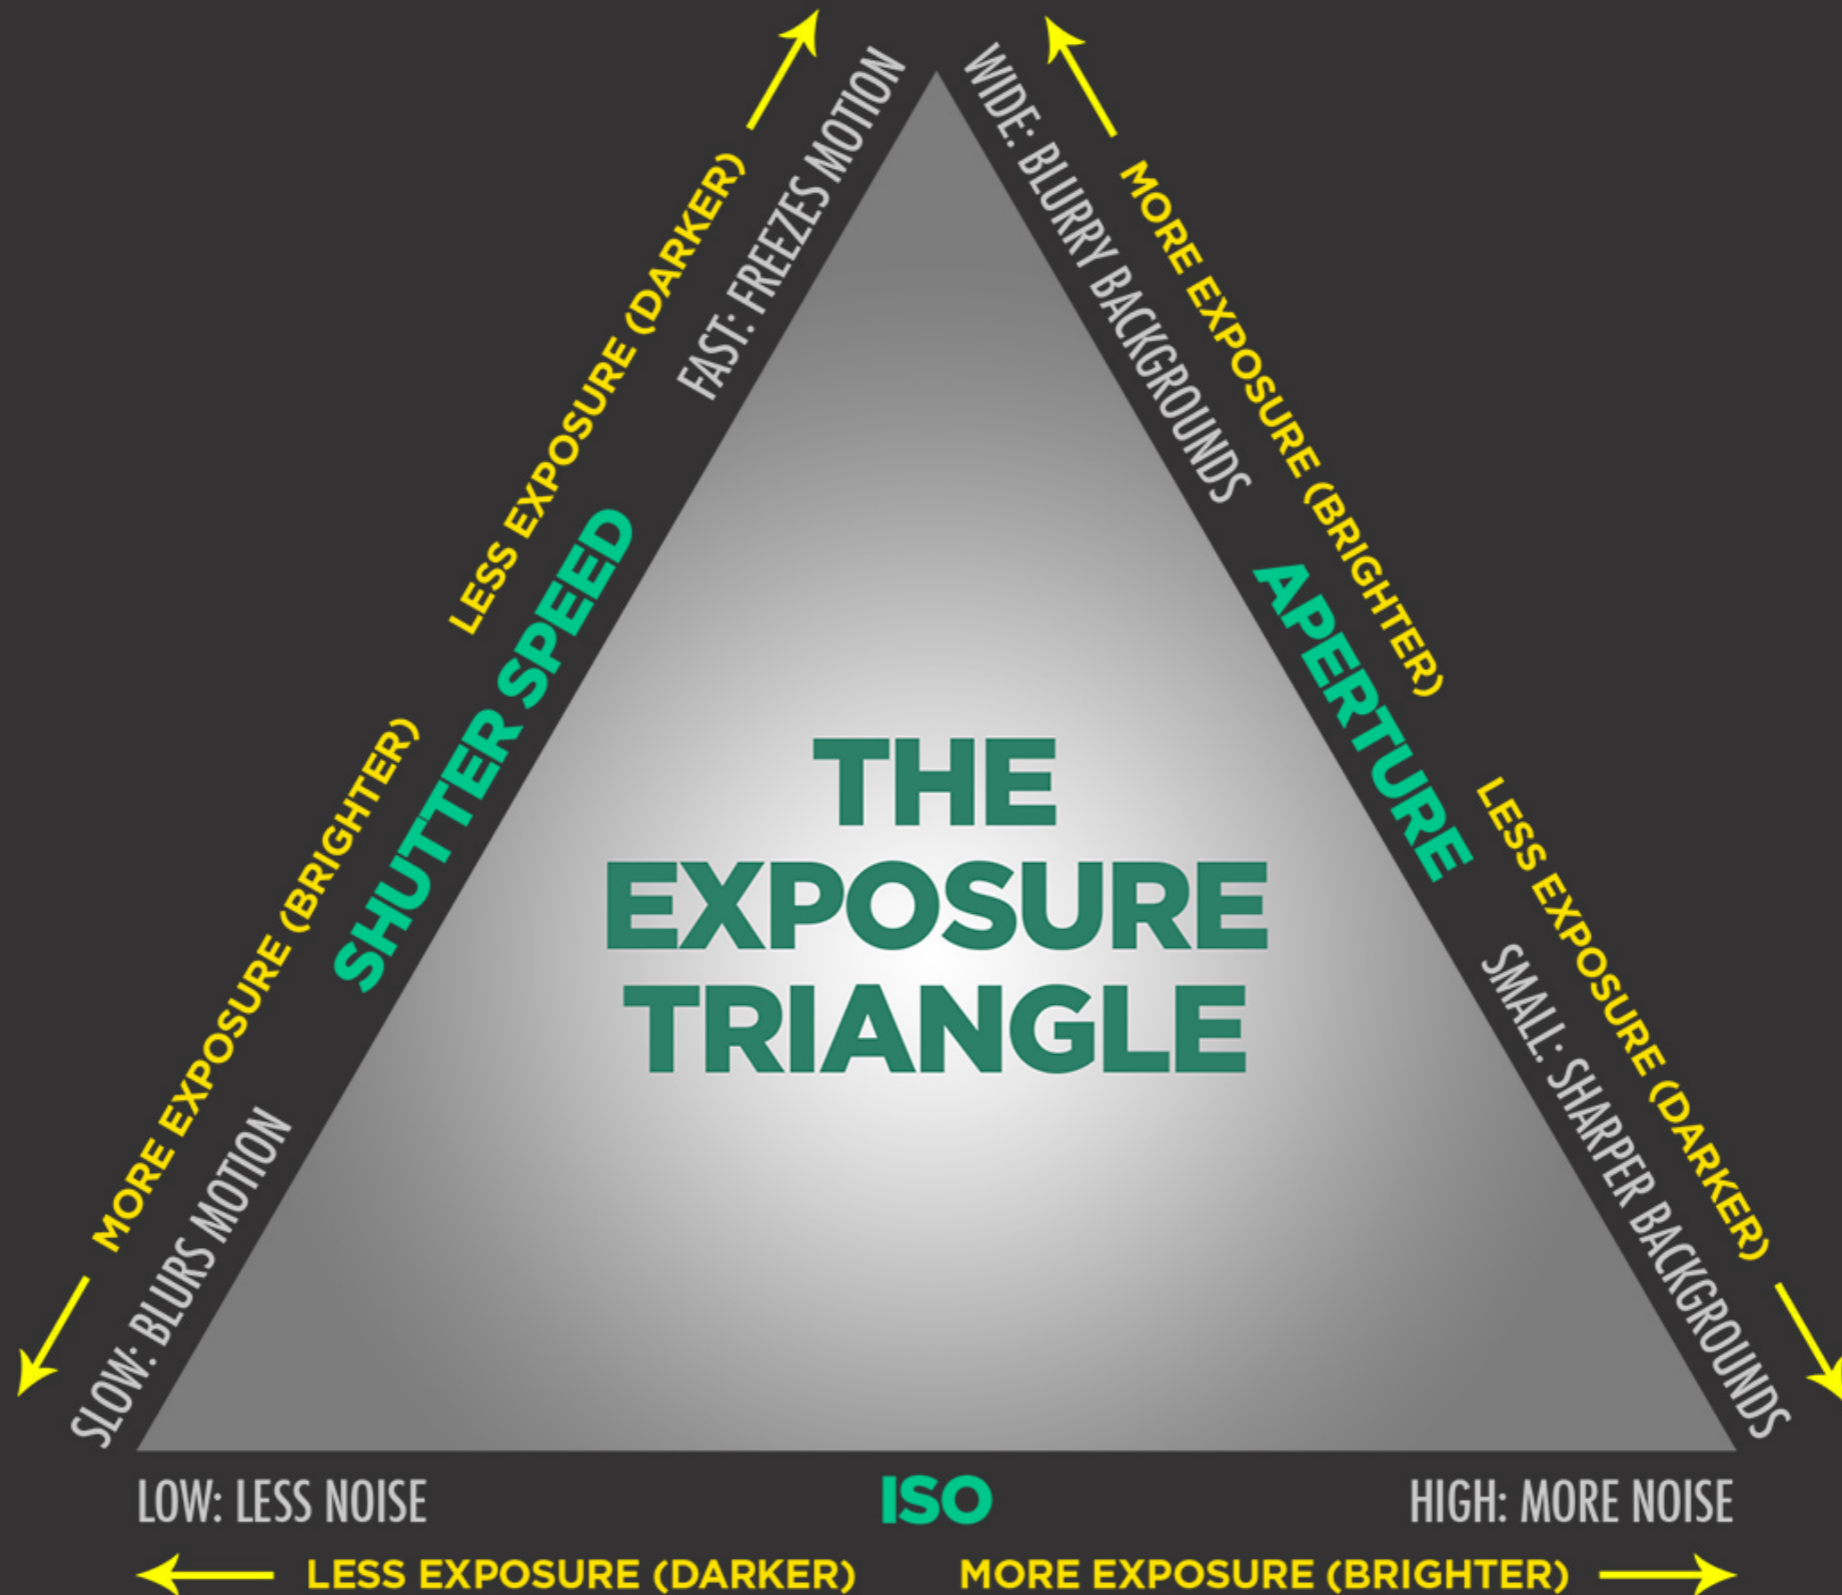 LESS EXPOSURE (DARKER)
FAST: FREEZES MOTION
SHUTTER SPEED
MORE EXPOSURE (BRIGHTER)
SLOW: BLURS MOTION
WIDE: BLURRY BACKGROUNDS
MORE EXPOSURE (BRIGHTER)
APERTURE
LESS EXPOSURE (DARKER)
SMALL: SHARPER BACKGROUNDS
THE
EXPOSURE
TRIANGLE
LOW: LESS NOISE
ISO
HIGH: MORE NOISE
LESS EXPOSURE (DARKER)
MORE EXPOSURE (BRIGHTER)